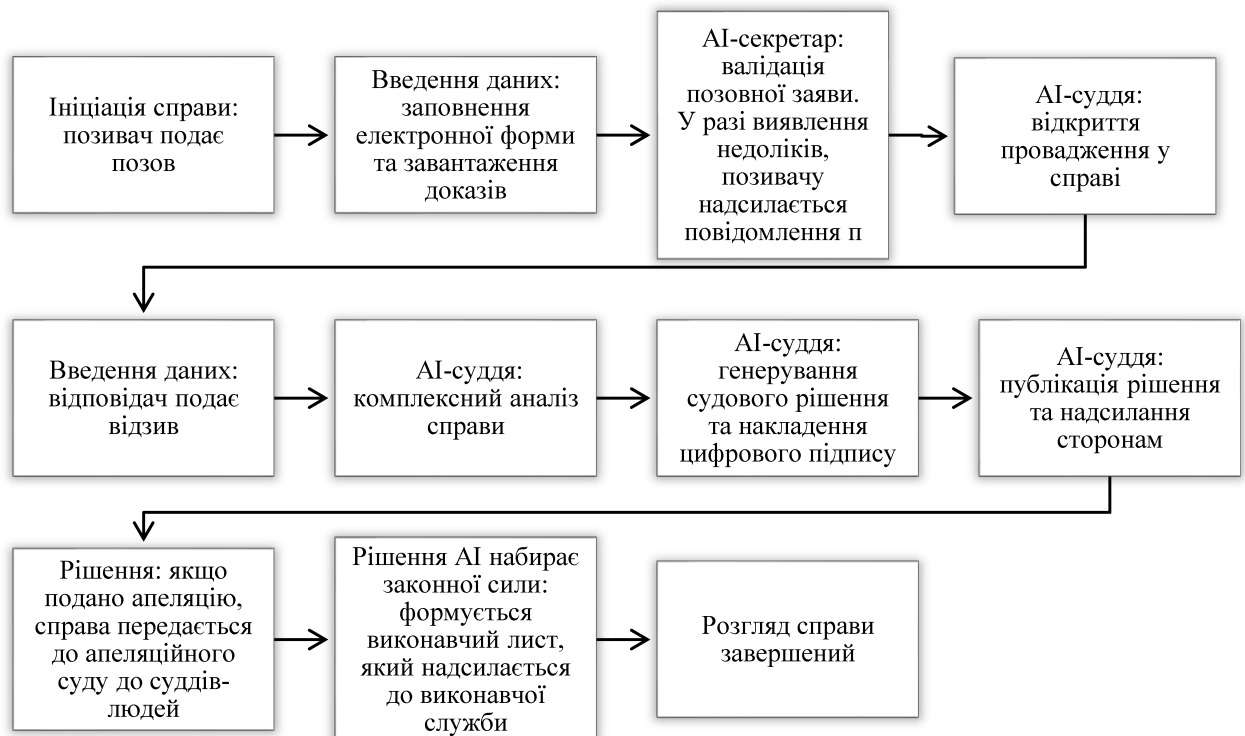 Ініціація справи:
позивач подає
позов
Введення даних:
заповнення
електронної форми
та завантаження
доказів
АІ-секретар:
валідація
позовної заяви.
У разі виявлення
недоліків,
позивачу
надсилається
повідомлення п
АІ-суддя:
відкриття
провадження у
справі
Введення даних:
відповідач подає
відзив
АІ-суддя:
комплексний аналіз
справи
АІ-суддя:
генерування
судового рішення
та накладення
цифрового підпису
АІ-суддя:
публікація рішення
та надсилання
сторонам
Рішення: якщо
подано апеляцію,
справа передається
до апеляційного
суду до суддів-
людей
Рішення АІ набирає
законної сили:
формується
виконавчий лист,
який надсилається
до виконавчої
служби
Розгляд справи
завершений